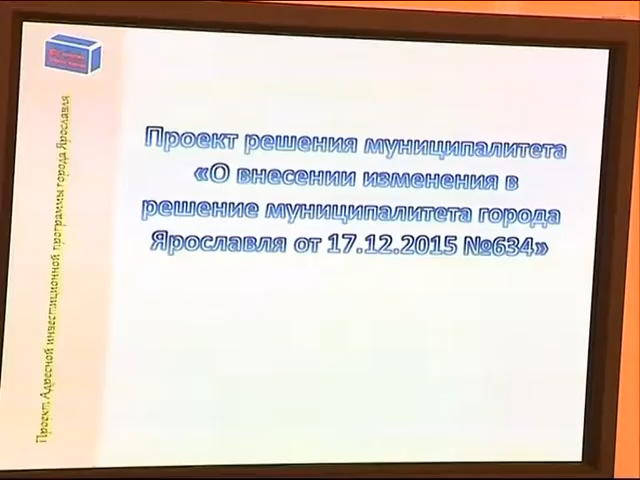 Проект решения муниципалитета
«О внесении изменения в
решение муниципалитета города
Ярославля от 17.12.2015 №634»
Проект Адресной инвестиционной программы города Ярославля